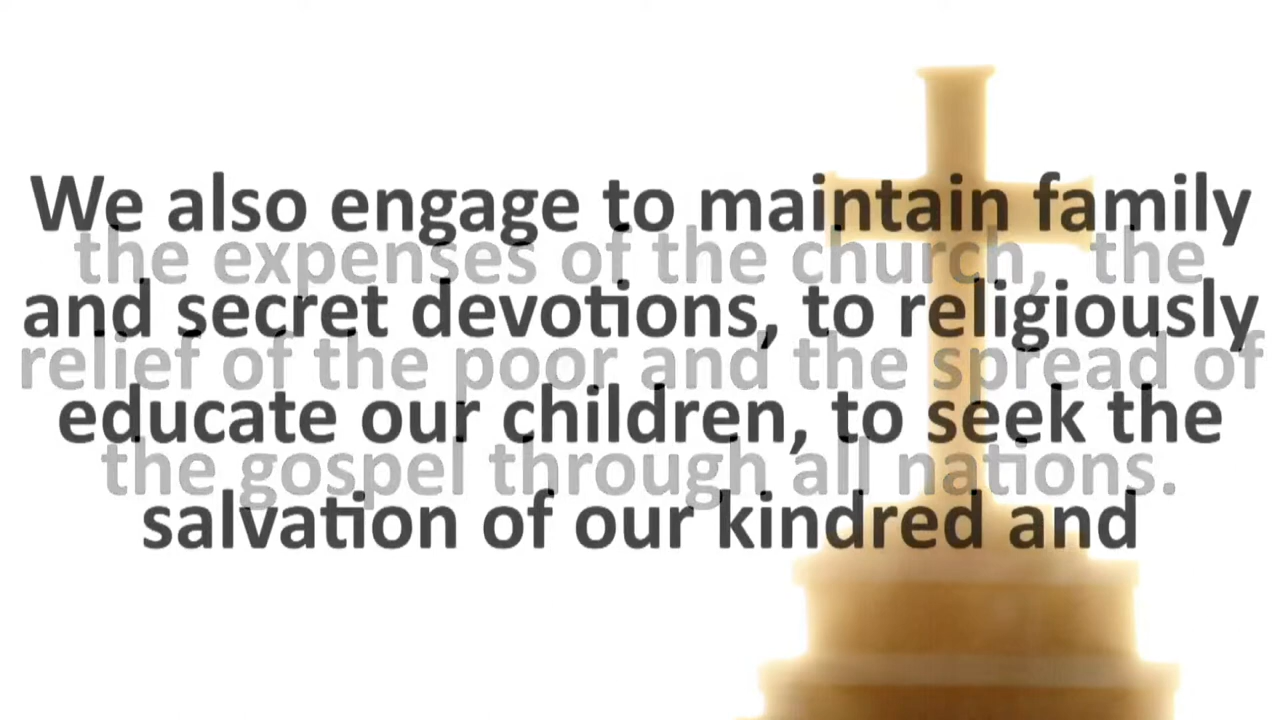 We also engage to maintain family
the expenses of the church, the
and secret devotions, to religiously
relief of the poor and the spread of
educate our children, to seek the
the gospel through all nations.
salvation of our kindred and